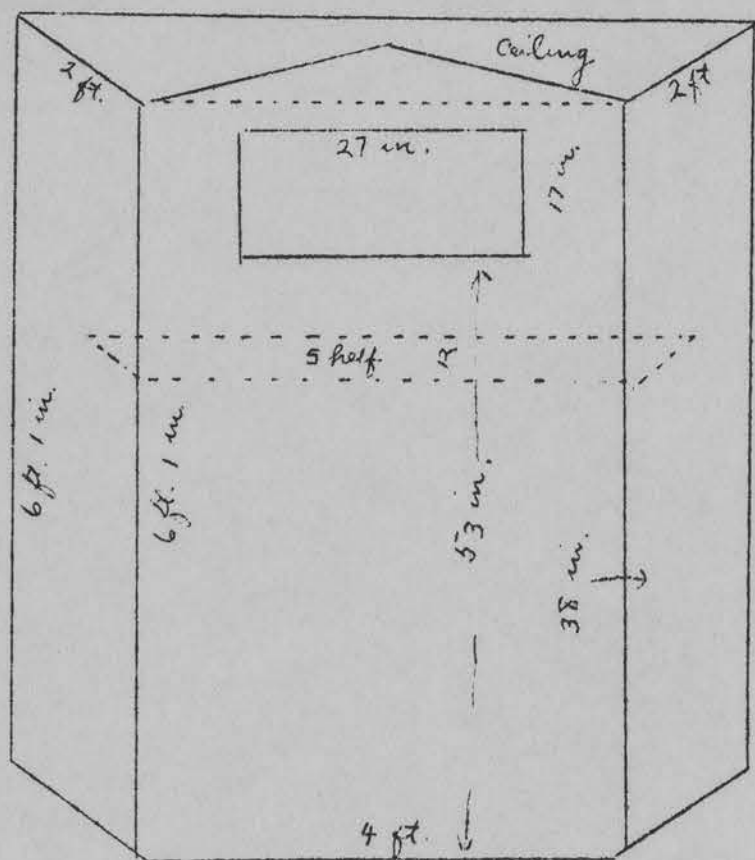 2 ft.
Ceiling
2 ft
27 in.
17 in.
Shelf.
12
6 ft. 1 in.
6 ft. 1 in.
53 in.
38 in.
4 ft.